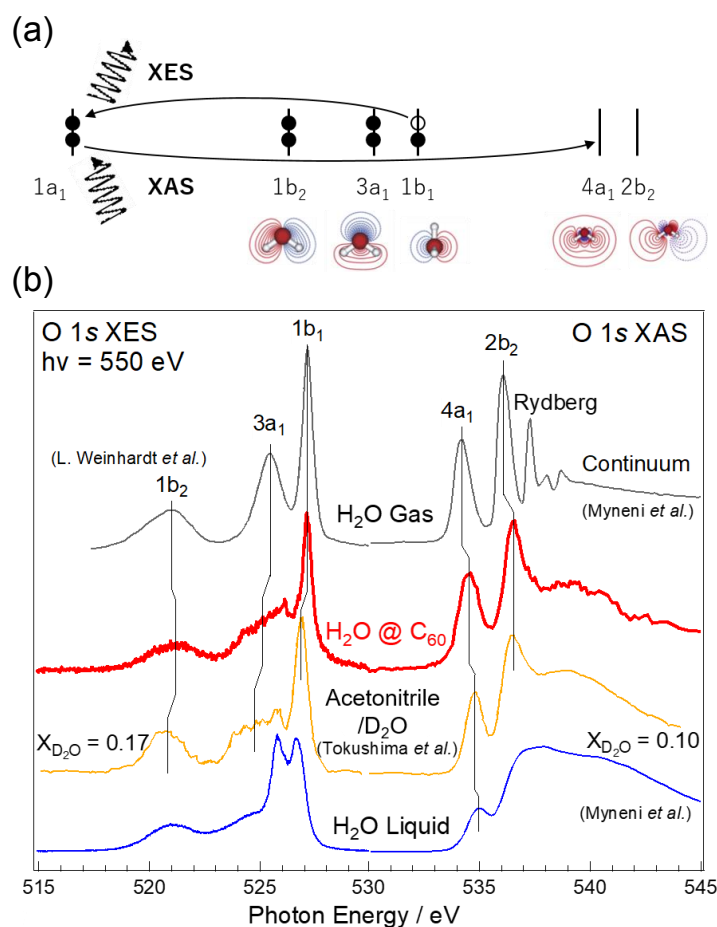 (a)
XES
XAS
1a₁
1b₂
3a₁
1b₁
4a₁
2b₂
(b)
O 1s XES
hν = 550 eV
1b₁
O 1s XAS
2b₂
4a₁
Rydberg
3a₁
(L. Weinhardt et al.)
1b₂
Continuum
(Myneni et al.)
H₂O Gas
H₂O @ C₆₀
Acetonitrile
/D₂O
(Tokushima et al.)
X_D₂O = 0.17
X_D₂O = 0.10
(Myneni et al.)
H₂O Liquid
515 520 525 530 535 540 545
Photon Energy / eV